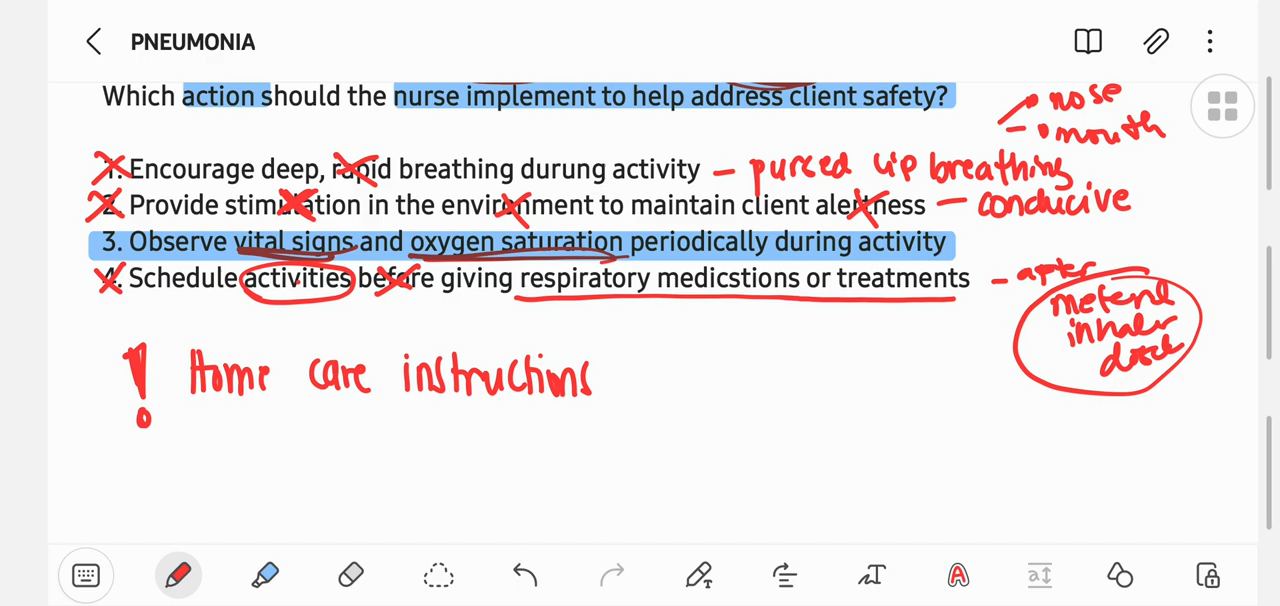 PNEUMONIA
Which action should the nurse implement to help address client safety?
nose
mouth
1. Encourage deep, rapid breathing durung activity - pursed lip breathing
2. Provide stimulation in the environment to maintain client alertness - conducive
3. Observe vital signs and oxygen saturation periodically during activity
4. Schedule activities before giving respiratory medicstions or treatments - apter
inhaler
! Home care instructions